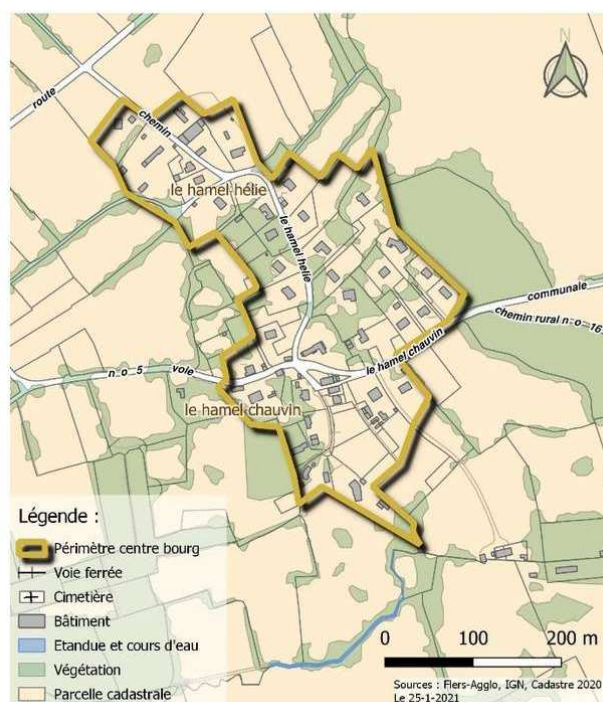 N
route
chemin
le hamel hélie
le hamel helie
communale
chemin rural n-o-16
le hamel chauvin
n-o-5 voie
le hamel chauvin
Légende :
Périmètre centre bourg
Voie ferrée
Cimetière
Bâtiment
Etandue et cours d'eau
Végétation
Parcelle cadastrale
0 100 200 m
Sources : Flers-Agglo, IGN, Cadastre 2020
Le 25-1-2021